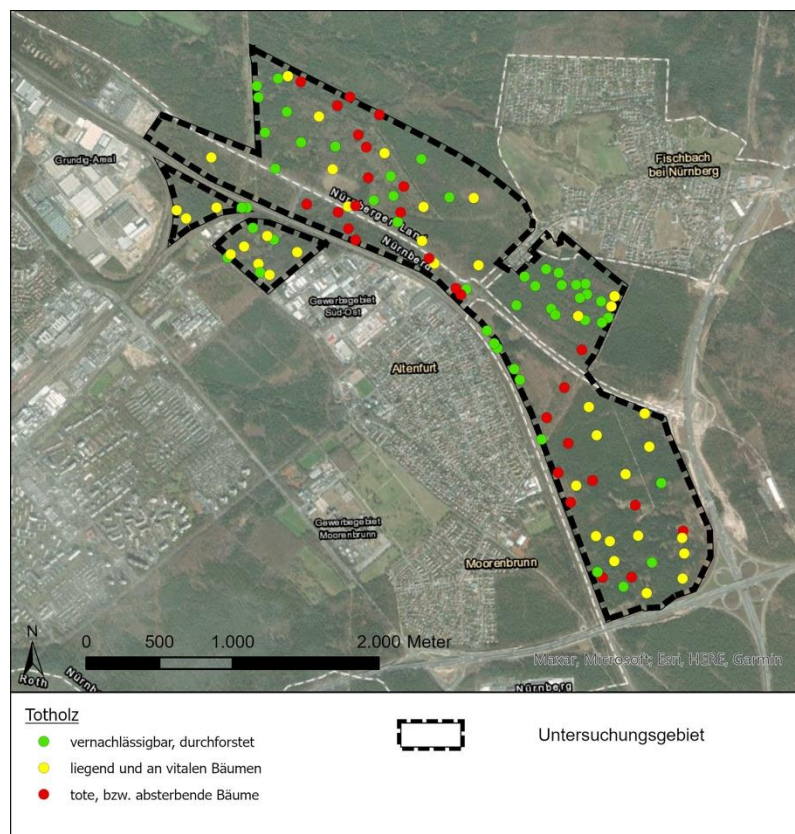 Grundig-Areal
Fischbach
bei Nürnberg
Nürnberger Land
Nürnberg
Gewerbegebiet
Süd-Ost
Altenfurt
Gewerbegebiet
Moorenbrunn
Moorenbrunn
N
0 500 1.000 2.000 Meter
Maxar, Microsoft; Esri, HERE, Garmin
Roth
Nürnberg
Totholz
vernachlässigbar, durchforstet
liegend und an vitalen Bäumen
tote, bzw. absterbende Bäume
Untersuchungsgebiet